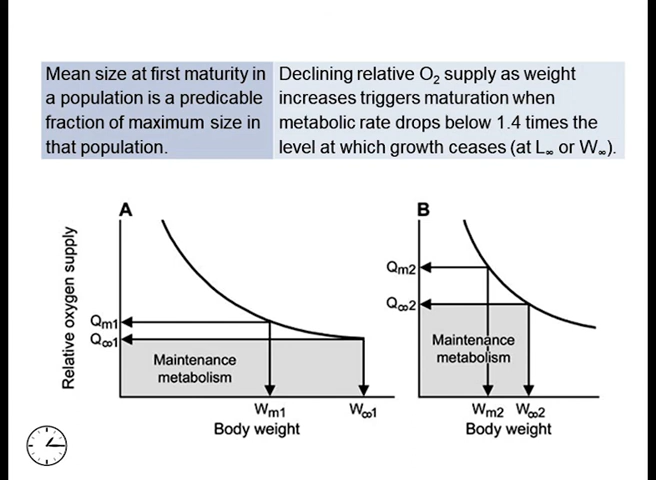 Mean size at first maturity in
a population is a predicable
fraction of maximum size in
that population.
Declining relative O₂ supply as weight
increases triggers maturation when
metabolic rate drops below 1.4 times the
level at which growth ceases (at L∞ or W∞).
A
Relative oxygen supply
Qm1
Q∞1
Maintenance
metabolism
Wm1
W∞1
Body weight
B
Qm2
Q∞2
Maintenance
metabolism
Wm2
W∞2
Body weight